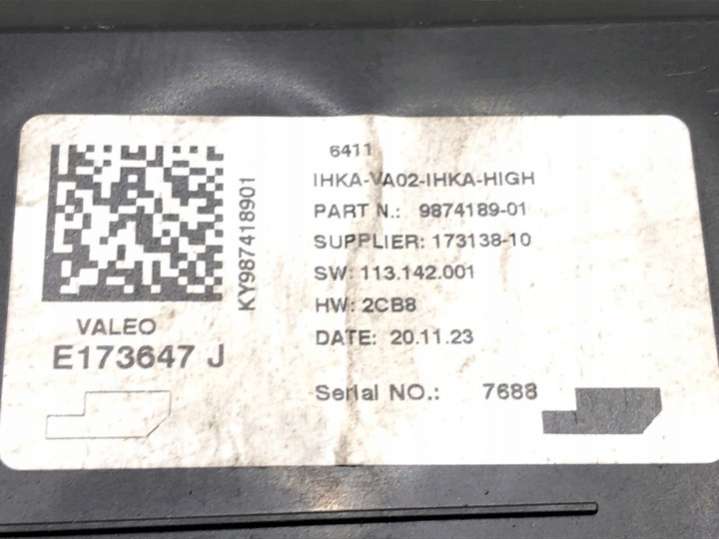 6411
IHKA-VA02-IHKA-HIGH
PART N.: 9874189-01
SUPPLIER: 173138-10
SW: 113.142.001
HW: 2CB8
DATE: 20.11.23
Serial NO.: 7688
KY987418901
VALEO
E173647 J